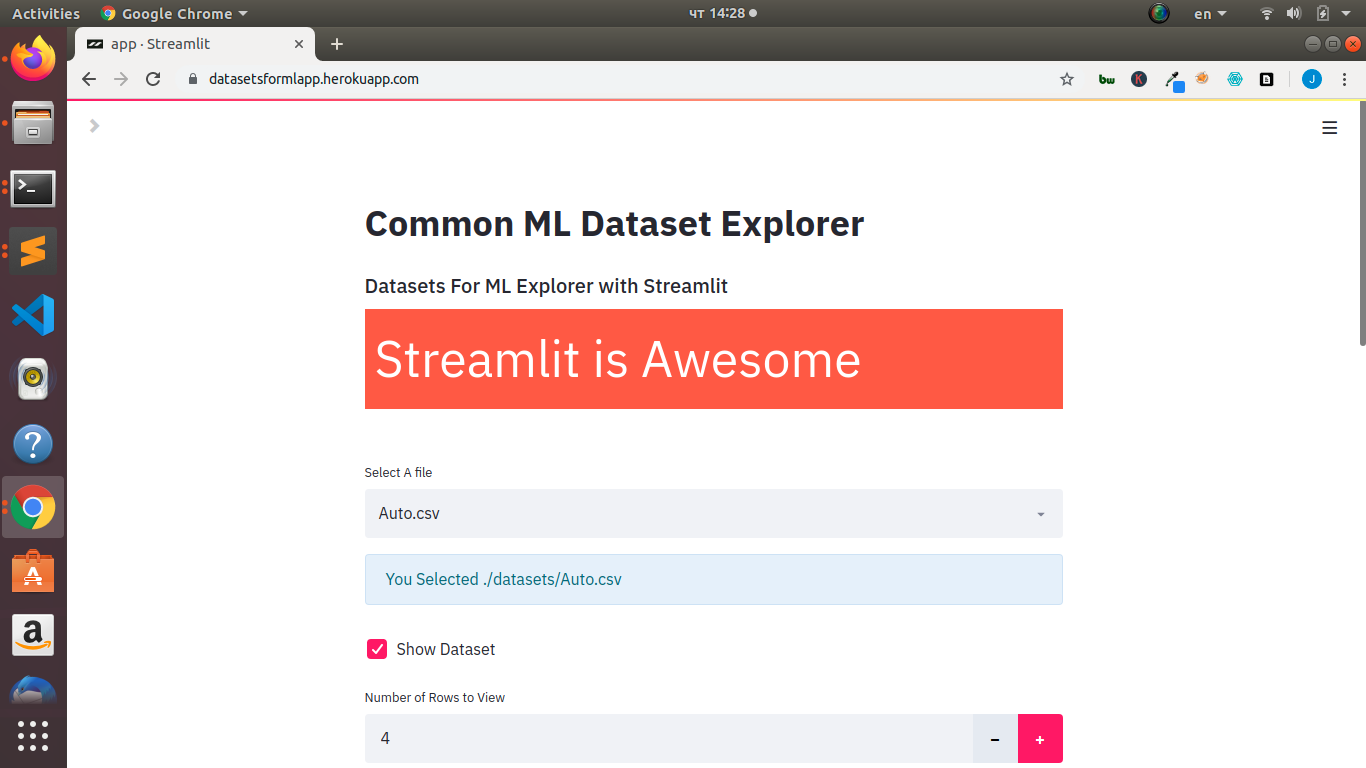 Activities
Google Chrome
чт 14:28
en
app · Streamlit
datasetsformlapp.herokuapp.com
bw
K
J
Common ML Dataset Explorer
Datasets For ML Explorer with Streamlit
Streamlit is Awesome
Select A file
Auto.csv
You Selected ./datasets/Auto.csv
Show Dataset
Number of Rows to View
4